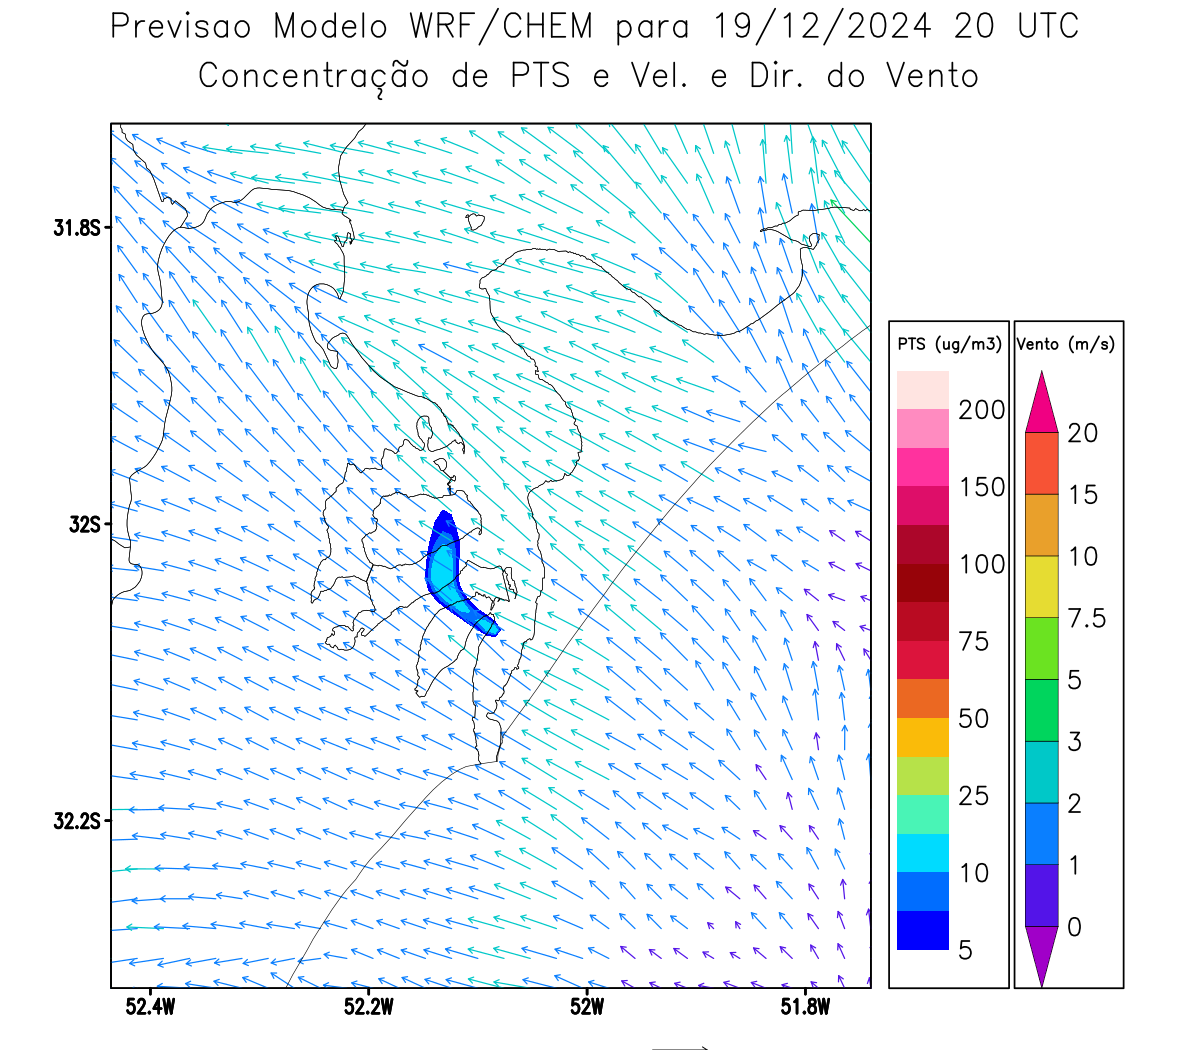 Previsao Modelo WRF/CHEM para 19/12/2024 20 UTC
Concentração de PTS e Vel. e Dir. do Vento
31.8S
32S
32.2S
52.4W 52.2W 52W 51.8W
PTS (ug/m3)
200
150
100
75
50
25
10
5
Vento (m/s)
20
15
10
7.5
5
3
2
1
0